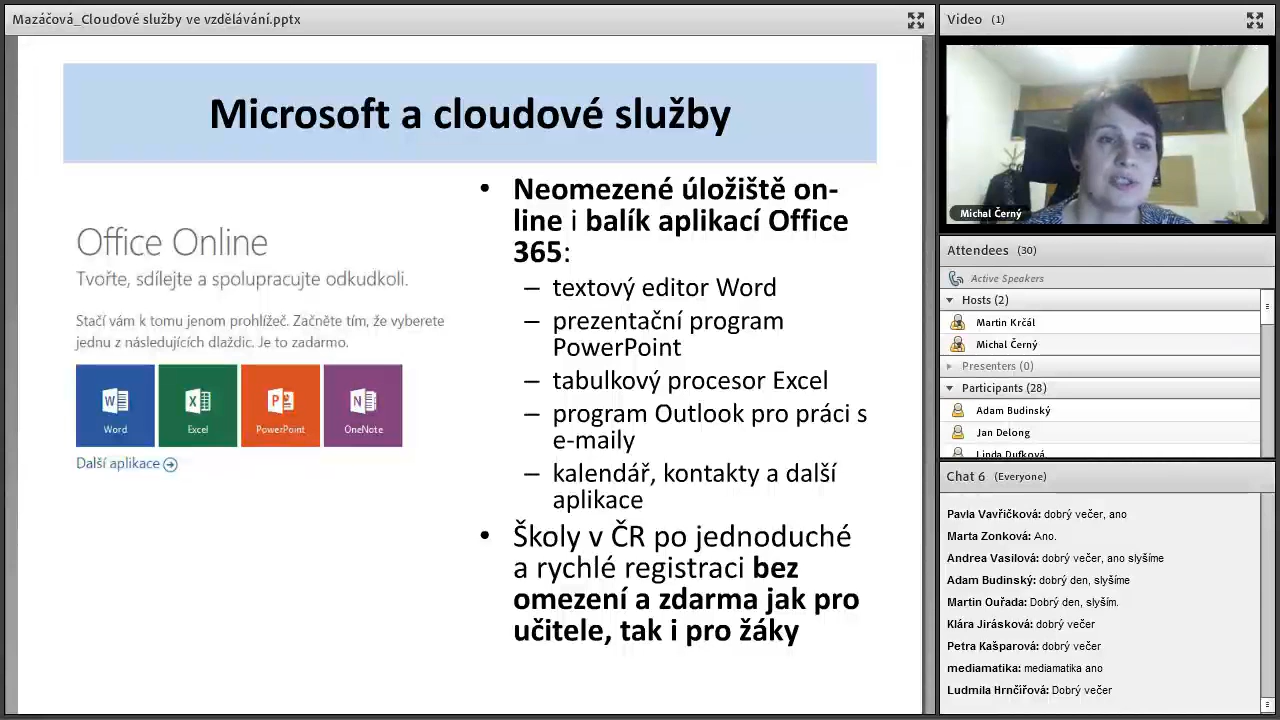 Mazáčová_Cloudové služby ve vzdělávání.pptx
Microsoft a cloudové služby
Office Online
Tvořte, sdílejte a spolupracujte odkudkoli.
Stačí vám k tomu jenom prohlížeč. Začněte tím, že vyberete
jednu z následujících dlaždic. Je to zadarmo.
Word
Excel
PowerPoint
OneNote
Další aplikace
• Neomezené úložiště on-
line i balík aplikací Office
365:
– textový editor Word
– prezentační program
PowerPoint
– tabulkový procesor Excel
– program Outlook pro práci s
e-maily
– kalendář, kontakty a další
aplikace
• Školy v ČR po jednoduché
a rychlé registraci bez
omezení a zdarma jak pro
učitele, tak i pro žáky
Video (1)
Michal Černý
Attendees (30)
Active Speakers
Hosts (2)
Martin Krčál
Michal Černý
Presenters (0)
Participants (28)
Adam Budinský
Jan Delong
Linda Dufková
Chat 6 (Everyone)
Pavla Vavřičková: dobrý večer, ano
Marta Zonková: Ano.
Andrea Vasilová: dobrý večer, ano slyšíme
Adam Budinský: dobrý den, slyšíme
Martin Ouřada: Dobrý den, slyším.
Klára Jirásková: dobrý večer
Petra Kašparová: dobrý večer
mediamatika: mediamatika ano
Ludmila Hrnčířová: Dobrý večer